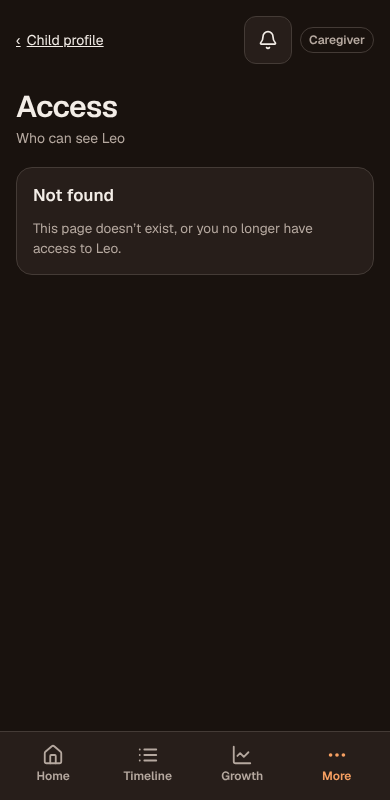 ‹ Child profile
Caregiver
Access
Who can see Leo
Not found
This page doesn’t exist, or you no longer have
access to Leo.
Home
Timeline
Growth
More